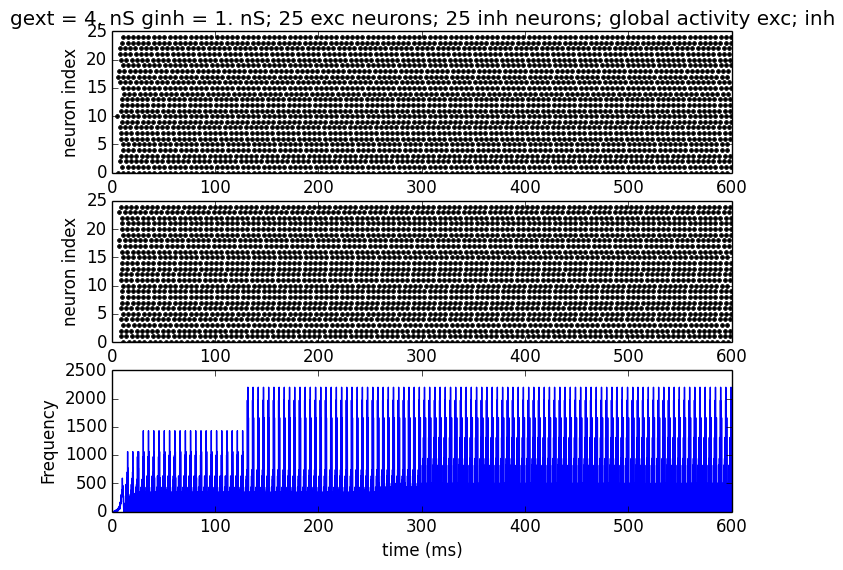 gext = 4. nS ginh = 1. nS; 25 exc neurons; 25 inh neurons; global activity exc; inh
25
20
15
10
5
0
neuron index
0 100 200 300 400 500 600
25
20
15
10
5
0
neuron index
0 100 200 300 400 500 600
2500
2000
1500
1000
500
0
Frequency
0 100 200 300 400 500 600
time (ms)